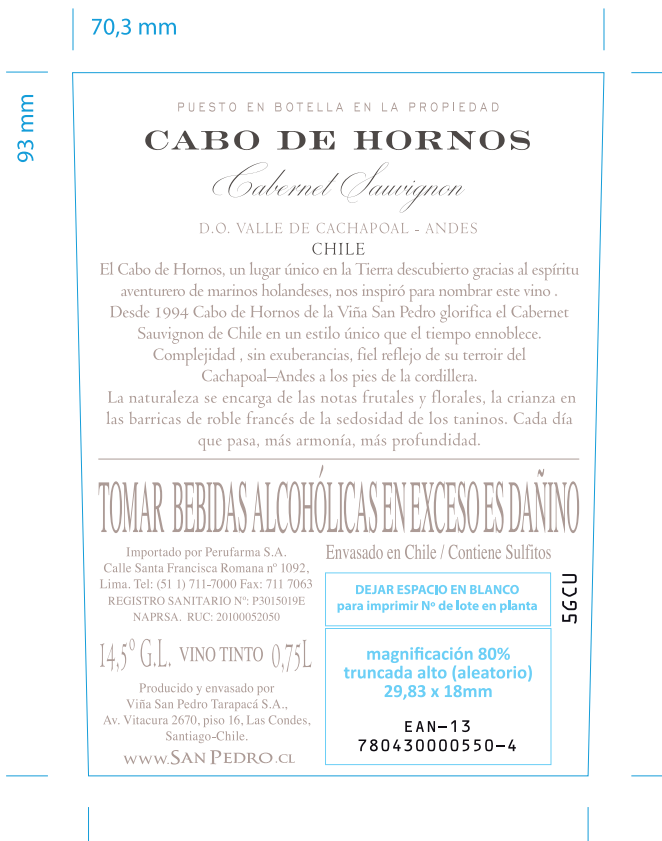 70,3 mm
93 mm
PUESTO EN BOTELLA EN LA PROPIEDAD
CABO DE HORNOS
Cabernet Sauvignon
D.O. VALLE DE CACHAPOAL - ANDES
CHILE
El Cabo de Hornos, un lugar único en la Tierra descubierto gracias al espíritu
aventurero de marinos holandeses, nos inspiró para nombrar este vino .
Desde 1994 Cabo de Hornos de la Viña San Pedro glorifica el Cabernet
Sauvignon de Chile en un estilo único que el tiempo ennoblece.
Complejidad , sin exuberancias, fiel reflejo de su terroir del
Cachapoal–Andes a los pies de la cordillera.
La naturaleza se encarga de las notas frutales y florales, la crianza en
las barricas de roble francés de la sedosidad de los taninos. Cada día
que pasa, más armonía, más profundidad.
TOMAR BEBIDAS ALCOHÓLICAS EN EXCESO ES DAÑINO
Importado por Perufarma S.A.
Calle Santa Francisca Romana nº 1092,
Lima. Tel: (51 1) 711-7000 Fax: 711 7063
REGISTRO SANITARIO Nº: P3015019E
NAPRSA. RUC: 20100052050
14,5º G.L. VINO TINTO 0,75L
Producido y envasado por
Viña San Pedro Tarapacá S.A.,
Av. Vitacura 2670, piso 16, Las Condes,
Santiago-Chile.
www.San Pedro.cl
Envasado en Chile / Contiene Sulfitos
DEJAR ESPACIO EN BLANCO
para imprimir Nº de lote en planta
5GCU
magnificación 80%
truncada alto (aleatorio)
29,83 x 18mm
EAN-13
780430000550-4